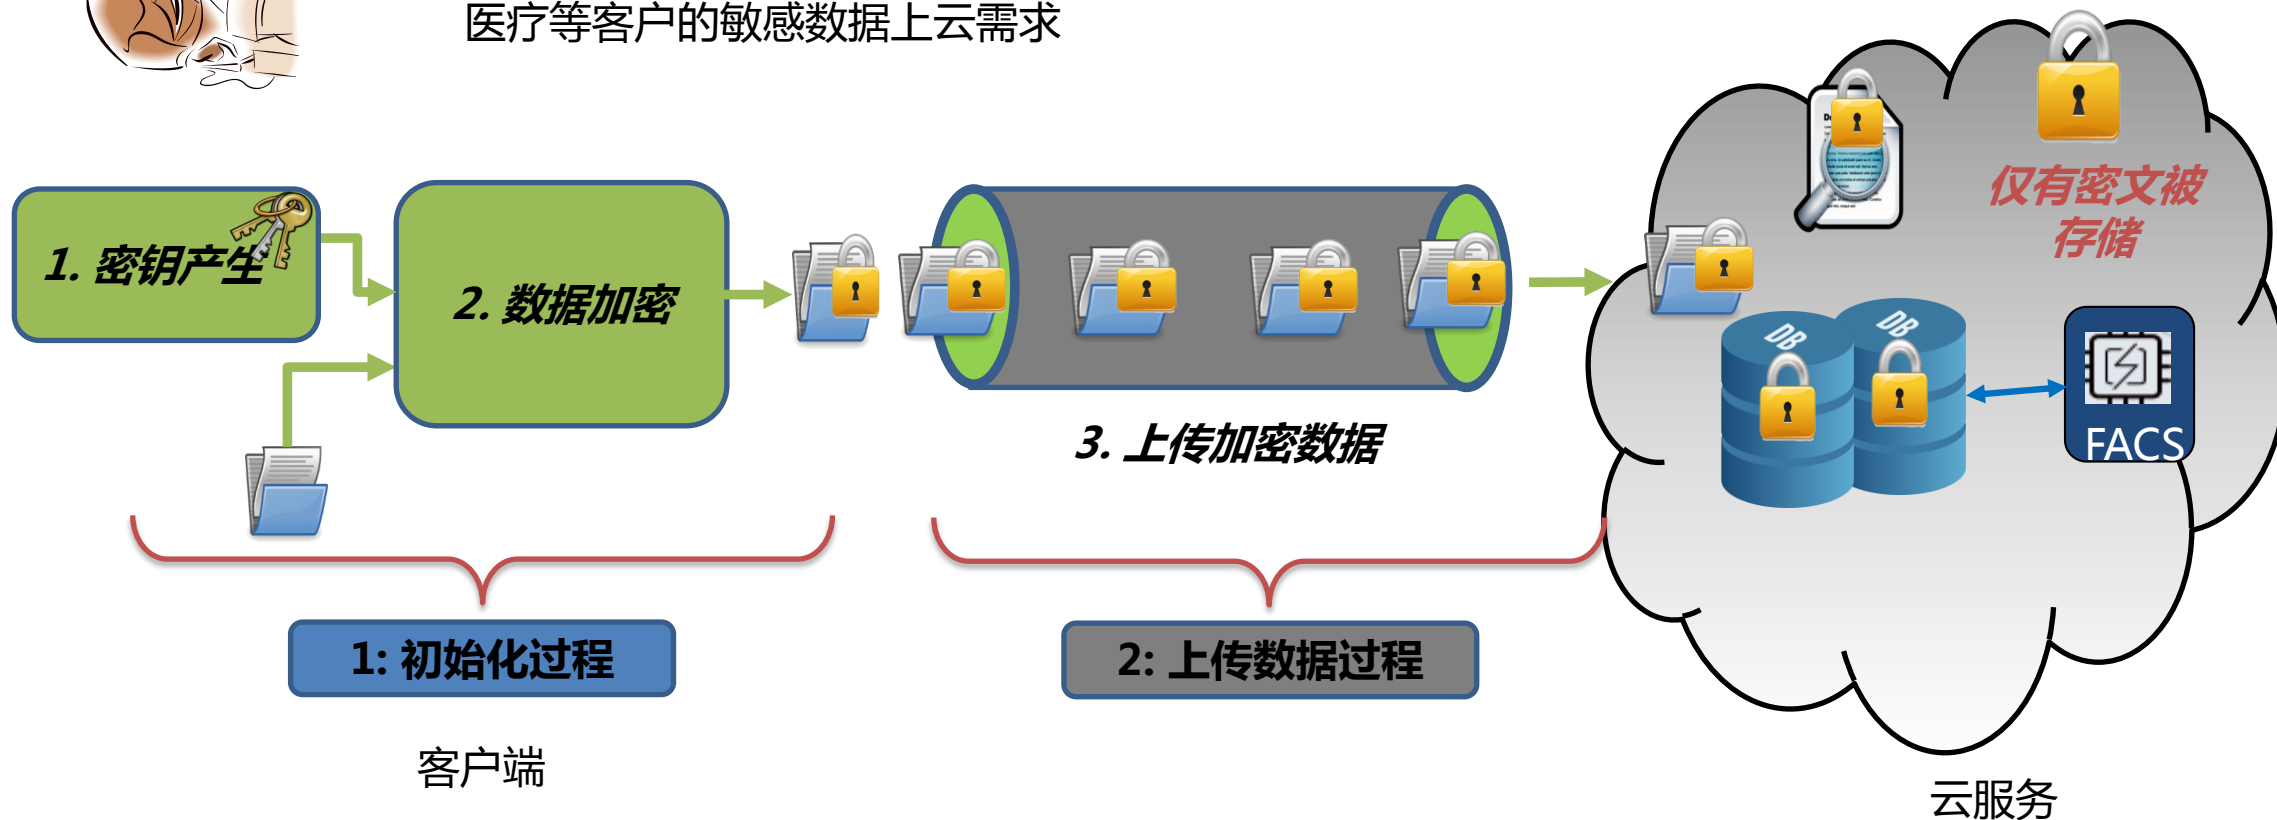 医疗等客户的敏感数据上云需求
仅有密文被
存储
1. 密钥产生
2. 数据加密
DB
DB
FACS
3. 上传加密数据
1: 初始化过程
2: 上传数据过程
客户端
云服务